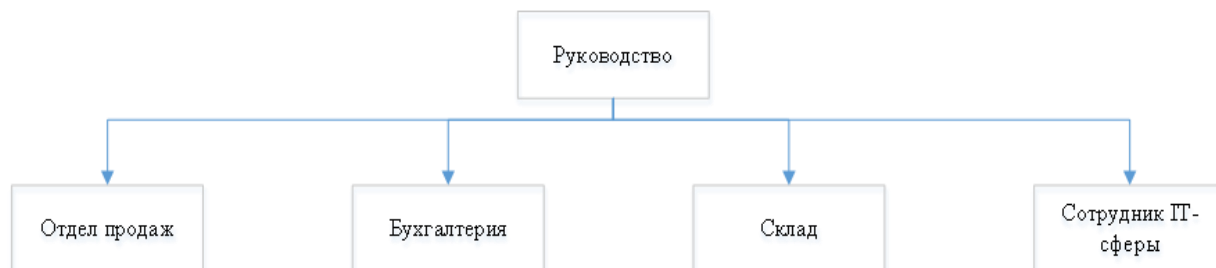 Руководство
Отдел продаж
Бухгалтерия
Склад
Сотрудник IT-
сферы